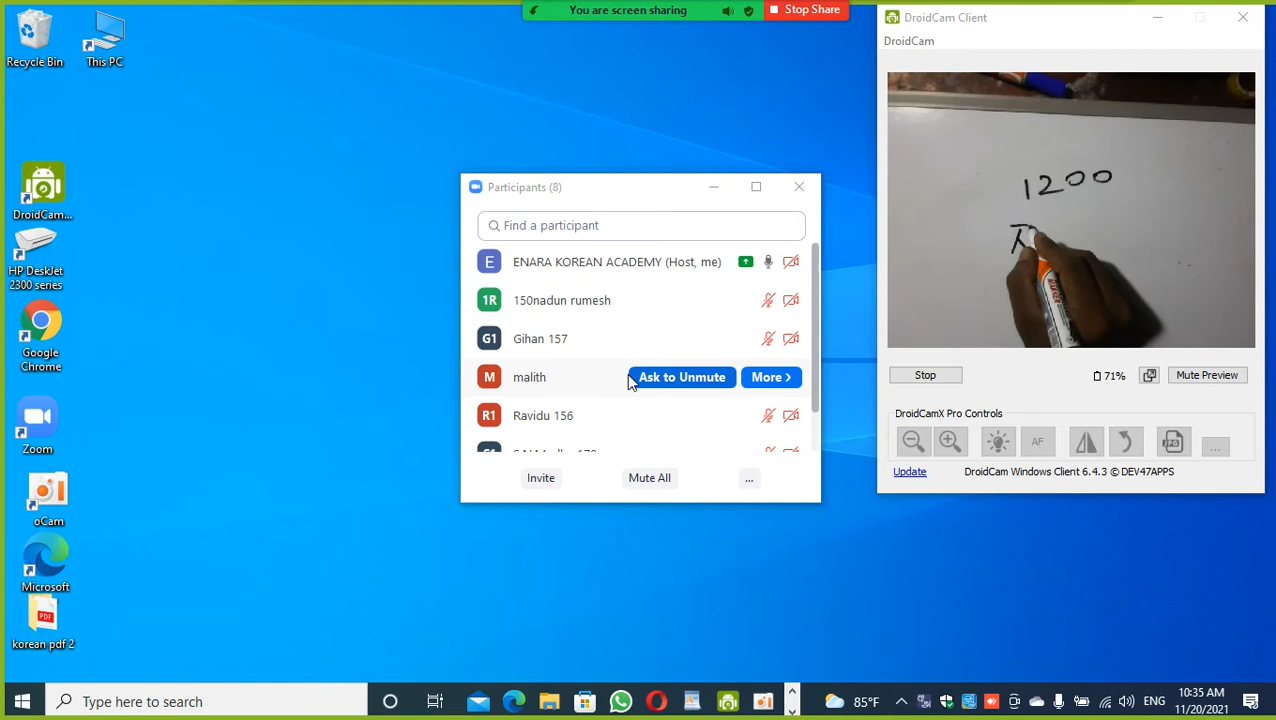 You are screen sharing
Stop Share
Recycle Bin
This PC
DroidCam...
HP DeskJet
2300 series
Google
Chrome
Zoom
oCam
Microsoft
korean pdf 2
Participants (8)
Find a participant
E
ENARA KOREAN ACADEMY (Host, me)
1R
150nadun rumesh
G1
Gihan 157
M
malith
Ask to Unmute
More >
R1
Ravidu 156
Invite
Mute All
...
DroidCam Client
DroidCam
1200
Stop
71%
Mute Preview
DroidCamX Pro Controls
AF
JPG
...
Update
DroidCam Windows Client 6.4.3 © DEV47APPS
Type here to search
85°F
ENG
10:35 AM
11/20/2021